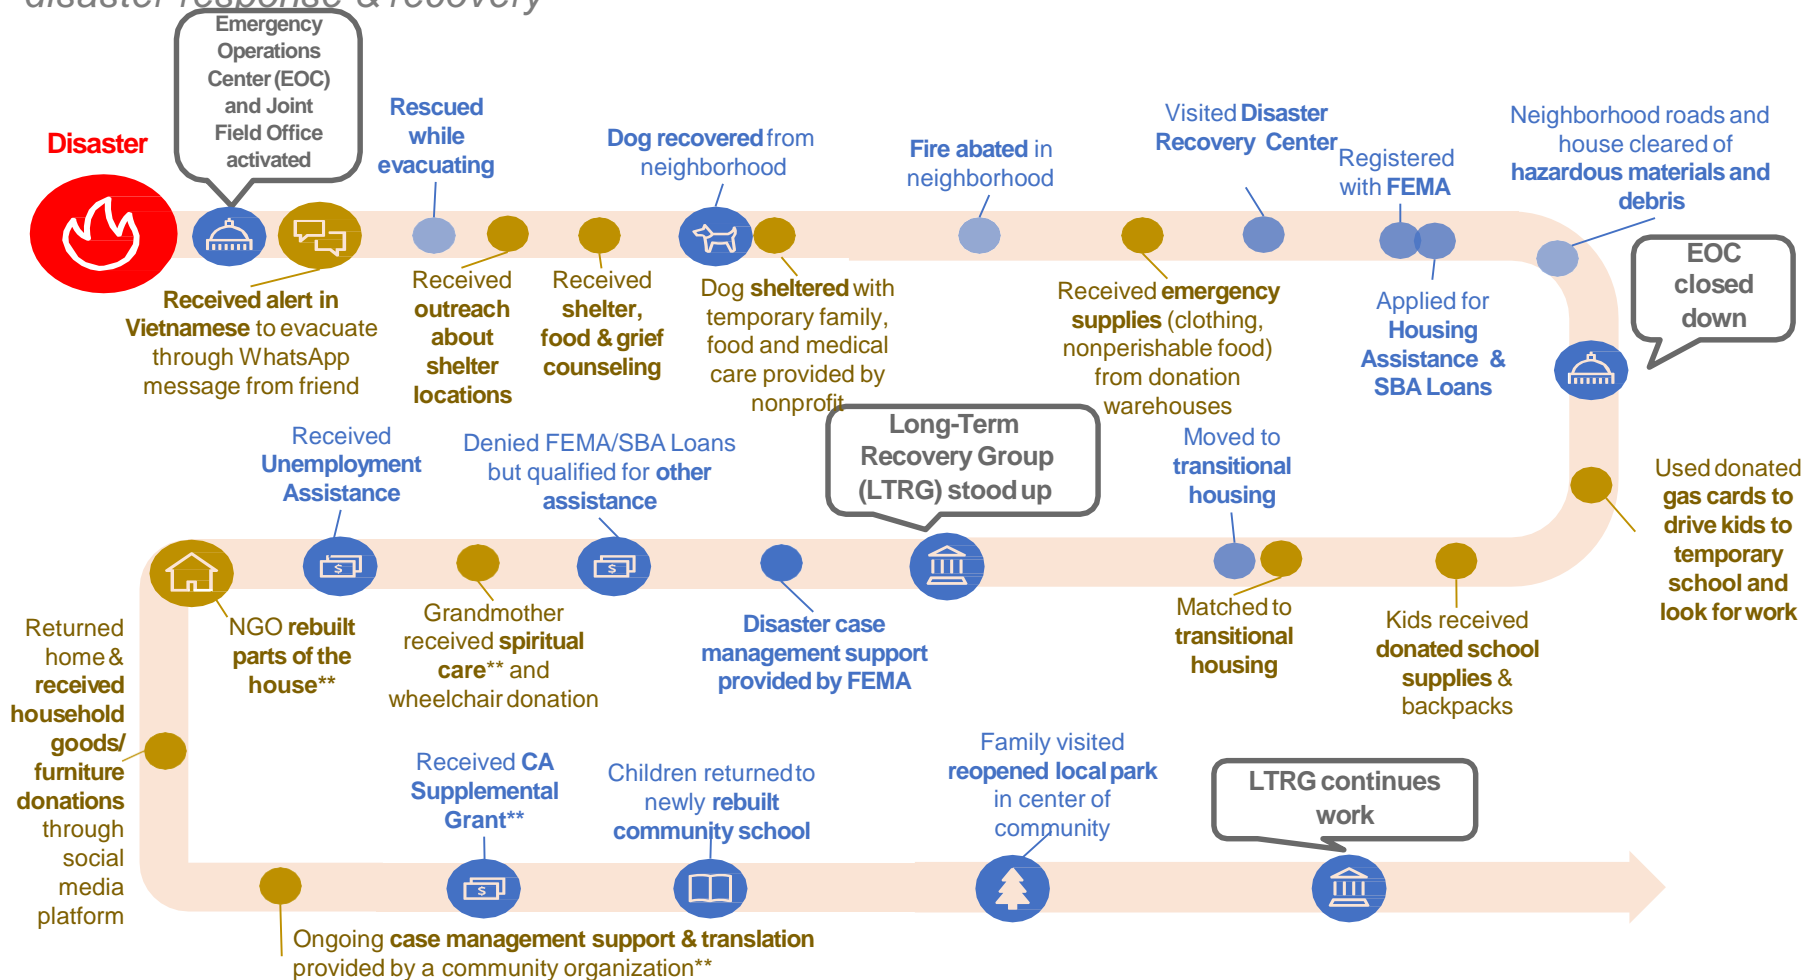 disaster response & recovery
Emergency
Operations
Center (EOC)
and Joint
Field Office
activated
Disaster
Rescued
while
evacuating
Dog recovered from
neighborhood
Fire abated in
neighborhood
Visited Disaster
Recovery Center
Registered
with FEMA
Neighborhood roads and
house cleared of
hazardous materials and
debris
EOC
closed
down
Received alert in
Vietnamese to evacuate
through WhatsApp
message from friend
Received
outreach
about
shelter
locations
Received
shelter,
food & grief
counseling
Dog sheltered with
temporary family,
food and medical
care provided by
nonprofit
Received emergency
supplies (clothing,
nonperishable food)
from donation
warehouses
Applied for
Housing
Assistance &
SBA Loans
Used donated
gas cards to
drive kids to
temporary
school and
look for work
Received
Unemployment
Assistance
Denied FEMA/SBA Loans
but qualified for other
assistance
Long-Term
Recovery Group
(LTRG) stood up
Moved to
transitional
housing
$
$
NGO rebuilt
parts of the
house**
Grandmother
received spiritual
care** and
wheelchair donation
Disaster case
management support
provided by FEMA
Matched to
transitional
housing
Kids received
donated school
supplies &
backpacks
Returned
home &
received
household
goods/
furniture
donations
through
social
media
platform
Received CA
Supplemental
Grant**
Children returned to
newly rebuilt
community school
Family visited
reopened local park
in center of
community
LTRG continues
work
$
Ongoing case management support & translation
provided by a community organization**